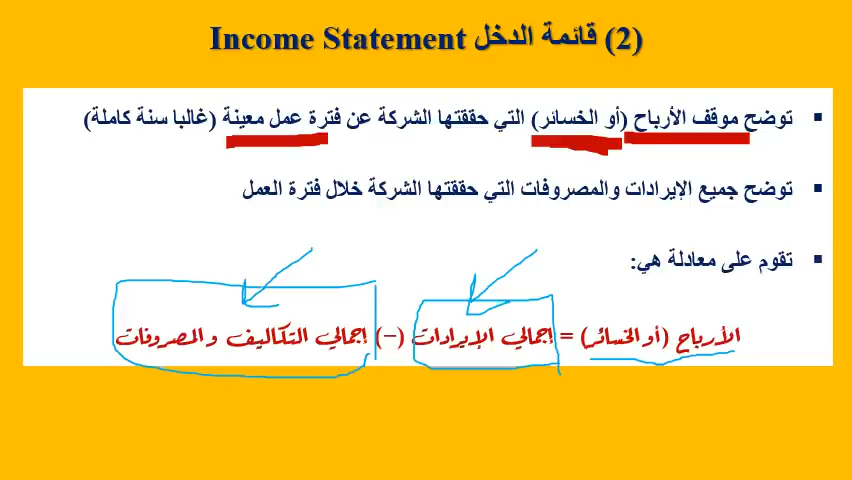 (2) قائمة الدخل Income Statement
▪ توضح موقف الأرباح (أو الخسائر) التي حققتها الشركة عن فترة عمل معينة (غالبا سنة كاملة)
▪ توضح جميع الإيرادات والمصروفات التي حققتها الشركة خلال فترة العمل
▪ تقوم على معادلة هي:
الأرباح (أو الخسائر) = إجمالي الإيرادات (–) إجمالي التكاليف والمصروفات